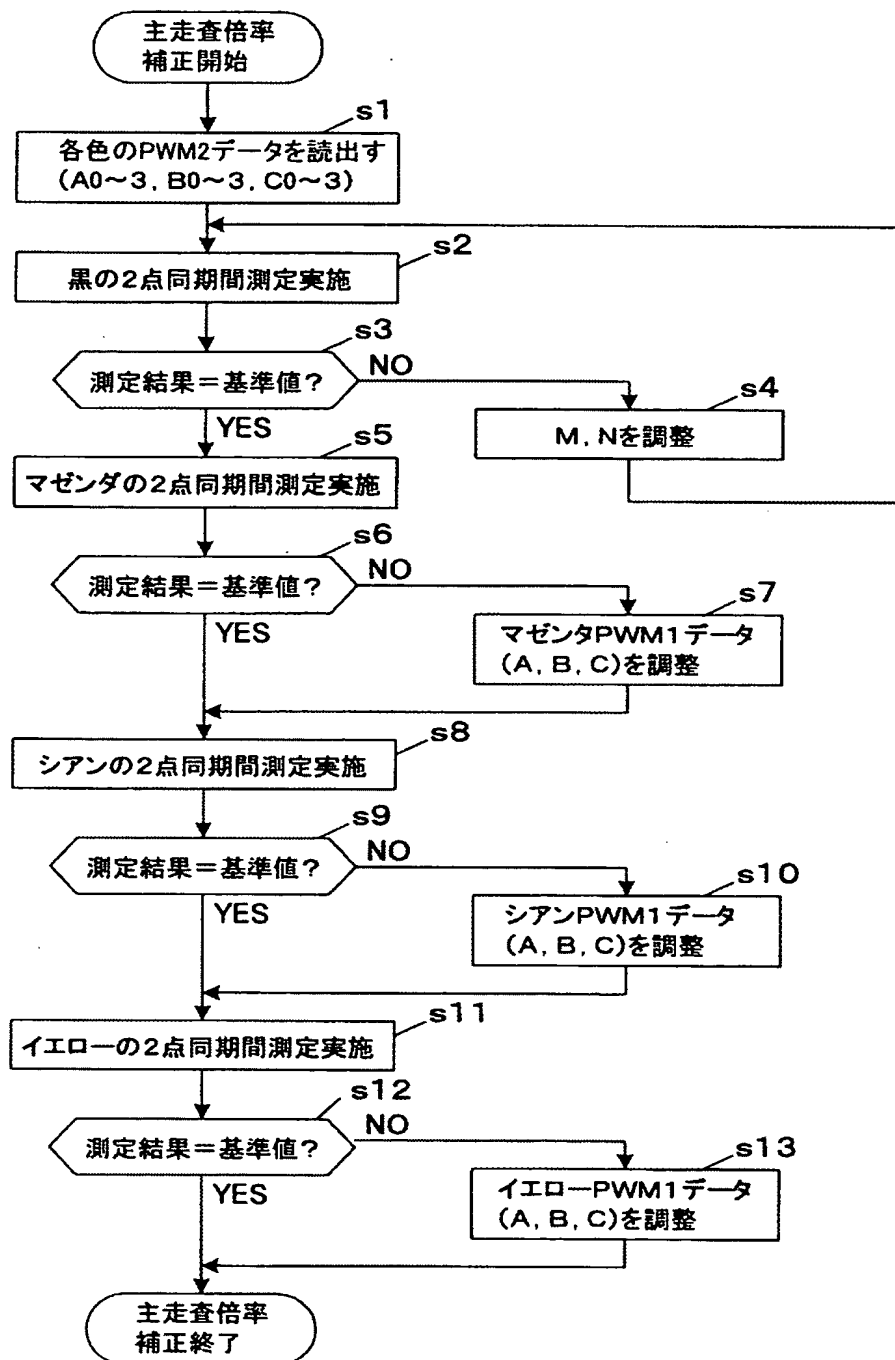 主走査倍率
補正開始
s1
各色のPWM2データを読出す
(A0～3, B0～3, C0～3)
s2
黒の2点同期間測定実施
s3
測定結果＝基準値?
NO
YES
s4
M, Nを調整
s5
マゼンダの2点同期間測定実施
s6
測定結果＝基準値?
NO
YES
s7
マゼンタPWM1データ
(A, B, C)を調整
s8
シアンの2点同期間測定実施
s9
測定結果＝基準値?
NO
YES
s10
シアンPWM1データ
(A, B, C)を調整
s11
イエローの2点同期間測定実施
s12
測定結果＝基準値?
NO
YES
s13
イエローPWM1データ
(A, B, C)を調整
主走査倍率
補正終了